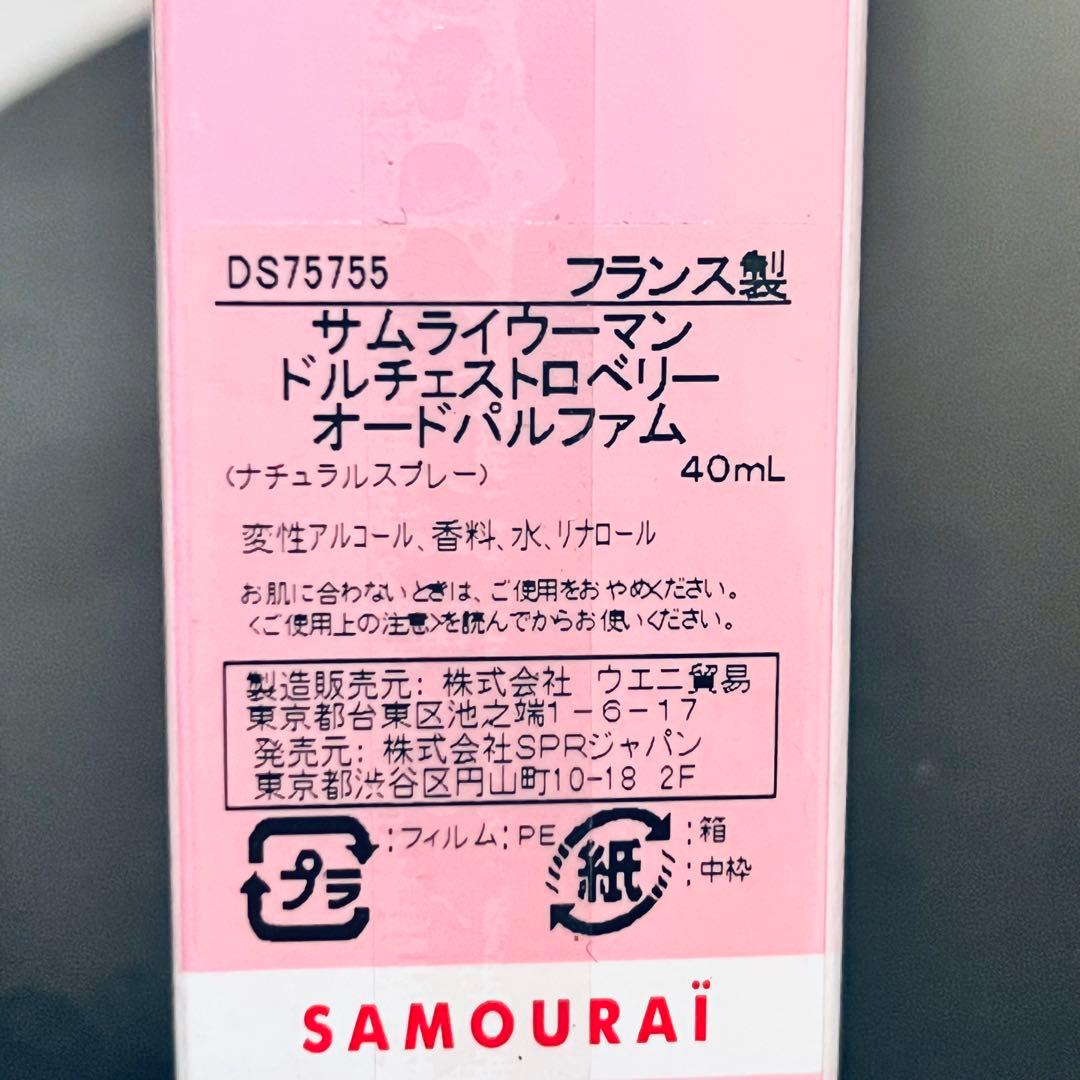 DS75755 フランス製
サムライウーマン
ドルチェストロベリー
オードパルファム
(ナチュラルスプレー) 40mL
変性アルコール、香料、水、リナロール
お肌に合わないときは、ご使用をおやめください。
<ご使用上の注意>を読んでからお使いください。
製造販売元: 株式会社 ウエニ貿易
東京都台東区池之端1-6-17
発売元: 株式会社SPRジャパン
東京都渋谷区円山町10-18 2F
プラ :フィルム:PE 紙 :箱
:中枠
SAMOURAÏ